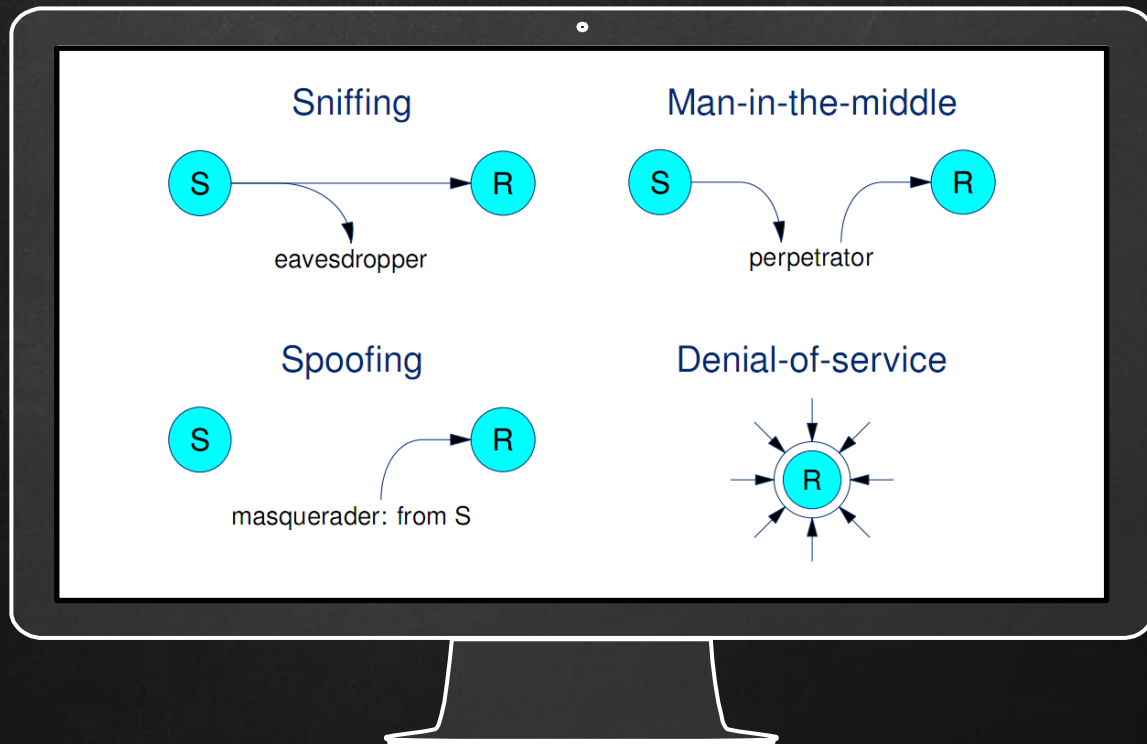 Sniffing
S
R
eavesdropper
Man-in-the-middle
S
R
perpetrator
Spoofing
S
R
masquerader: from S
Denial-of-service
R